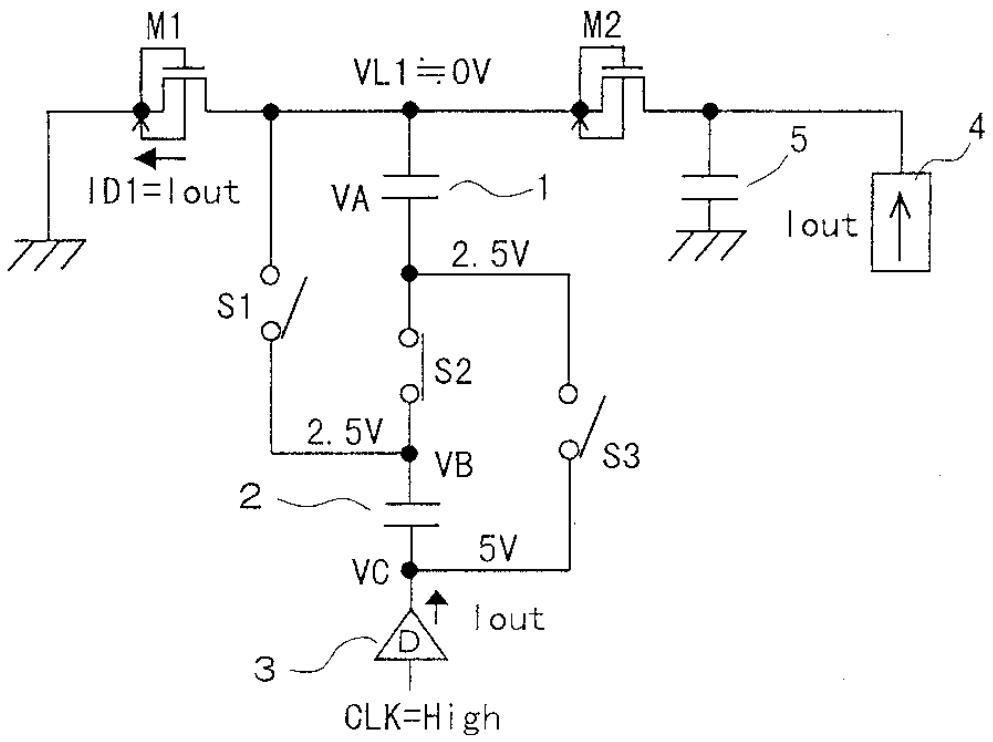 M1
M2
VL1≒0V
ID1=Iout
VA
1
5
4
Iout
2.5V
S1
S2
S3
2.5V
VB
2
VC
5V
Iout
D
3
CLK=High